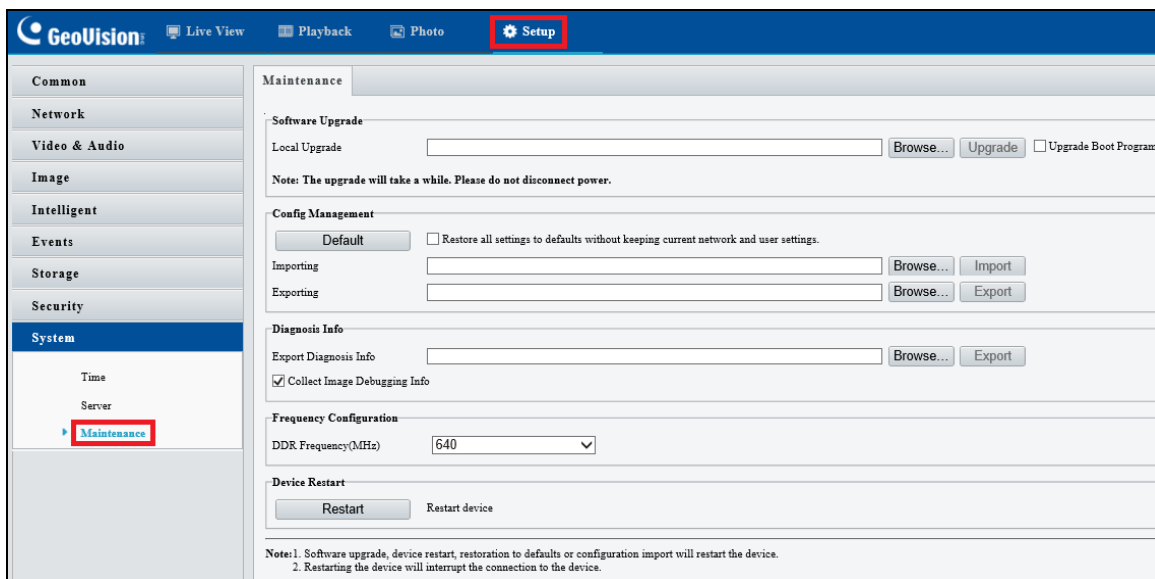 GeoVision
Live View
Playback
Photo
Setup
Common
Network
Video & Audio
Image
Intelligent
Events
Storage
Security
System
Time
Server
Maintenance
Maintenance
Software Upgrade
Local Upgrade Browse... Upgrade Upgrade Boot Program
Note: The upgrade will take a while. Please do not disconnect power.
Config Management
Default Restore all settings to defaults without keeping current network and user settings.
Importing Browse... Import
Exporting Browse... Export
Diagnosis Info
Export Diagnosis Info Browse... Export
Collect Image Debugging Info
Frequency Configuration
DDR Frequency(MHz) 640
Device Restart
Restart Restart device
Note:1. Software upgrade, device restart, restoration to defaults or configuration import will restart the device.
2. Restarting the device will interrupt the connection to the device.